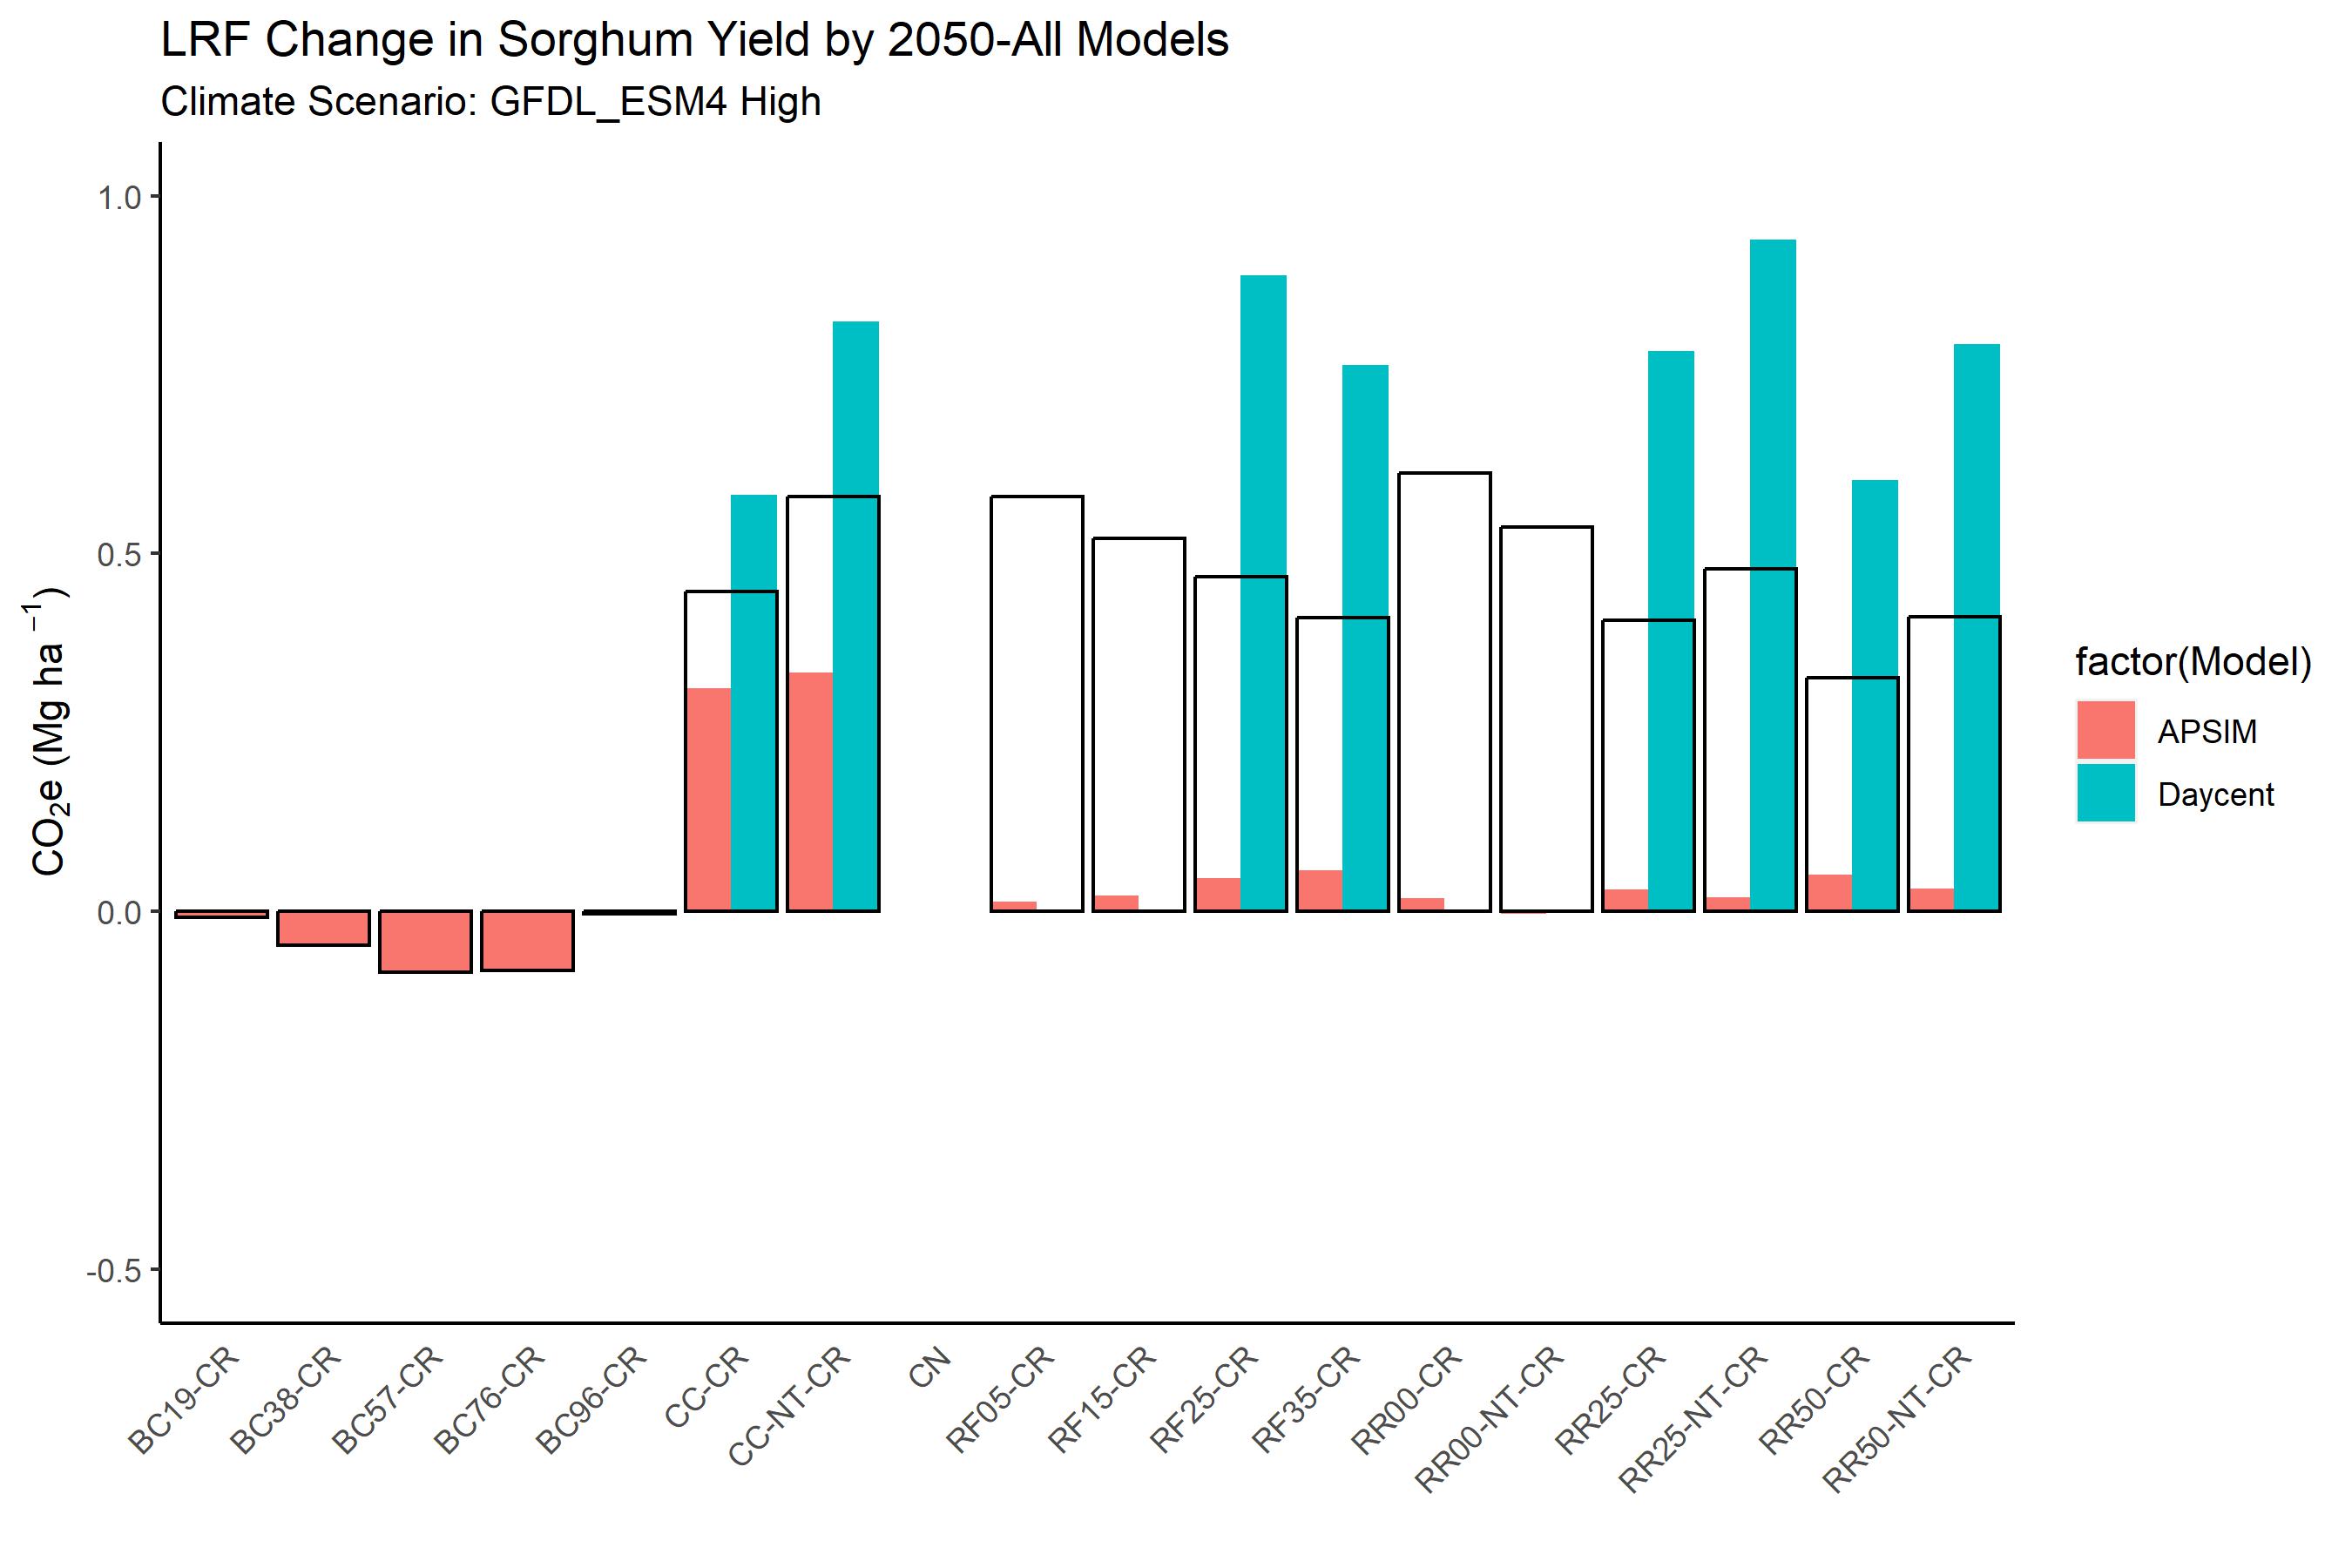 LRF Change in Sorghum Yield by 2050-All Models
Climate Scenario: GFDL_ESM4 High
CO₂e (Mg ha ⁻¹)
1.0
0.5
0.0
-0.5
BC19-CR
BC38-CR
BC57-CR
BC76-CR
BC96-CR
CC-CR
CC-NT-CR
CN
RF05-CR
RF15-CR
RF25-CR
RF35-CR
RR00-CR
RR00-NT-CR
RR25-CR
RR25-NT-CR
RR50-CR
RR50-NT-CR
factor(Model)
APSIM
Daycent